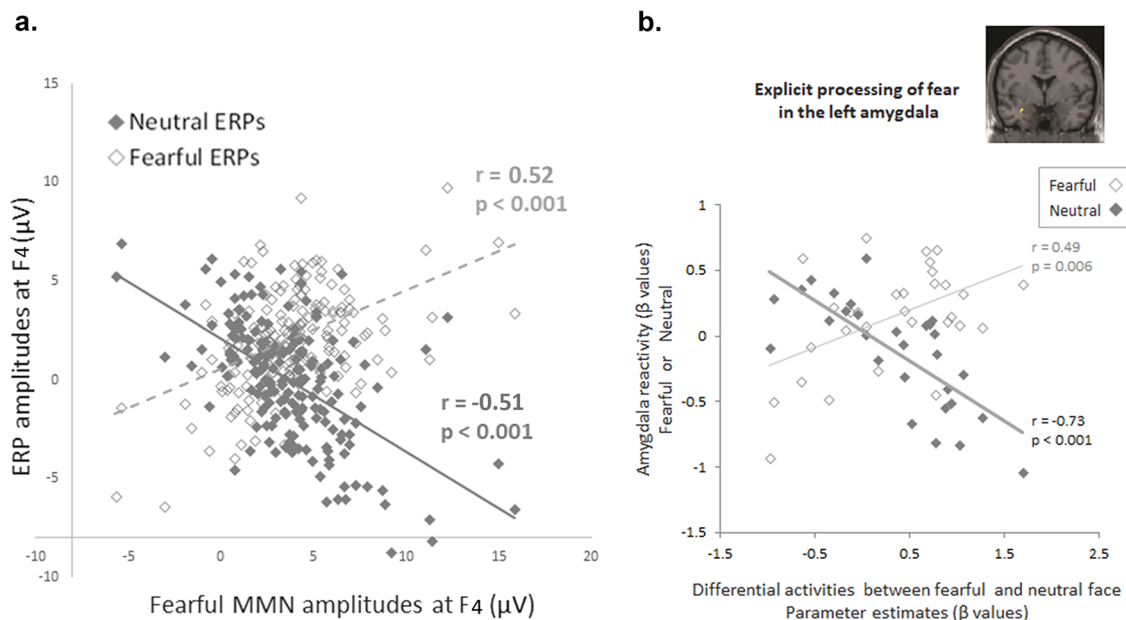 a.
15
10
5
0
-5
-10
-10
-5
0
5
10
15
20
Neutral ERPs
Fearful ERPs
r = 0.52
p < 0.001
r = -0.51
p < 0.001
ERP amplitudes at F4 (µV)
Fearful MMN amplitudes at F4 (µV)
b.
Explicit processing of fear
in the left amygdala
Fearful
Neutral
1
0.5
0
-0.5
-1
-1.5
-1.5
-0.5
0.5
1.5
2.5
r = 0.49
p = 0.006
r = -0.73
p < 0.001
Amygdala reactivity (β values)
Fearful or Neutral
Differential activities between fearful and neutral face
Parameter estimates (β values)